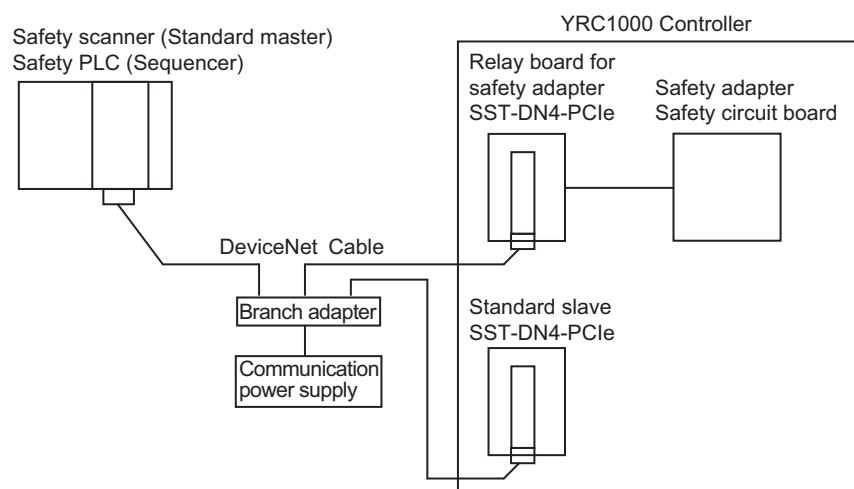 YRC1000 Controller
Safety scanner (Standard master)
Safety PLC (Sequencer)
Relay board for
safety adapter
SST-DN4-PCIe
Safety adapter
Safety circuit board
DeviceNet Cable
Branch adapter
Communication
power supply
Standard slave
SST-DN4-PCIe